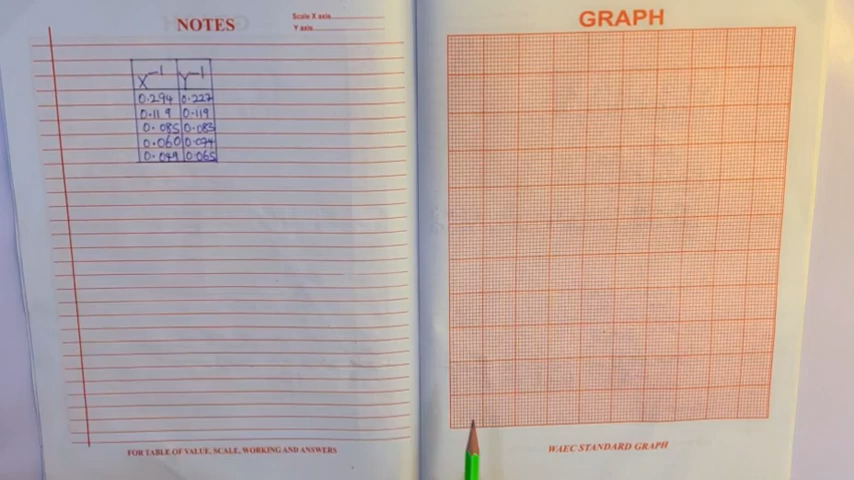 NOTES
Scale X axis
Y axis
GRAPH
X⁻¹ Y⁻¹
0.294 0.227
0.119 0.119
0.085 0.083
0.060 0.074
0.049 0.065
FOR TABLE OF VALUE, SCALE, WORKING AND ANSWERS
WAEC STANDARD GRAPH